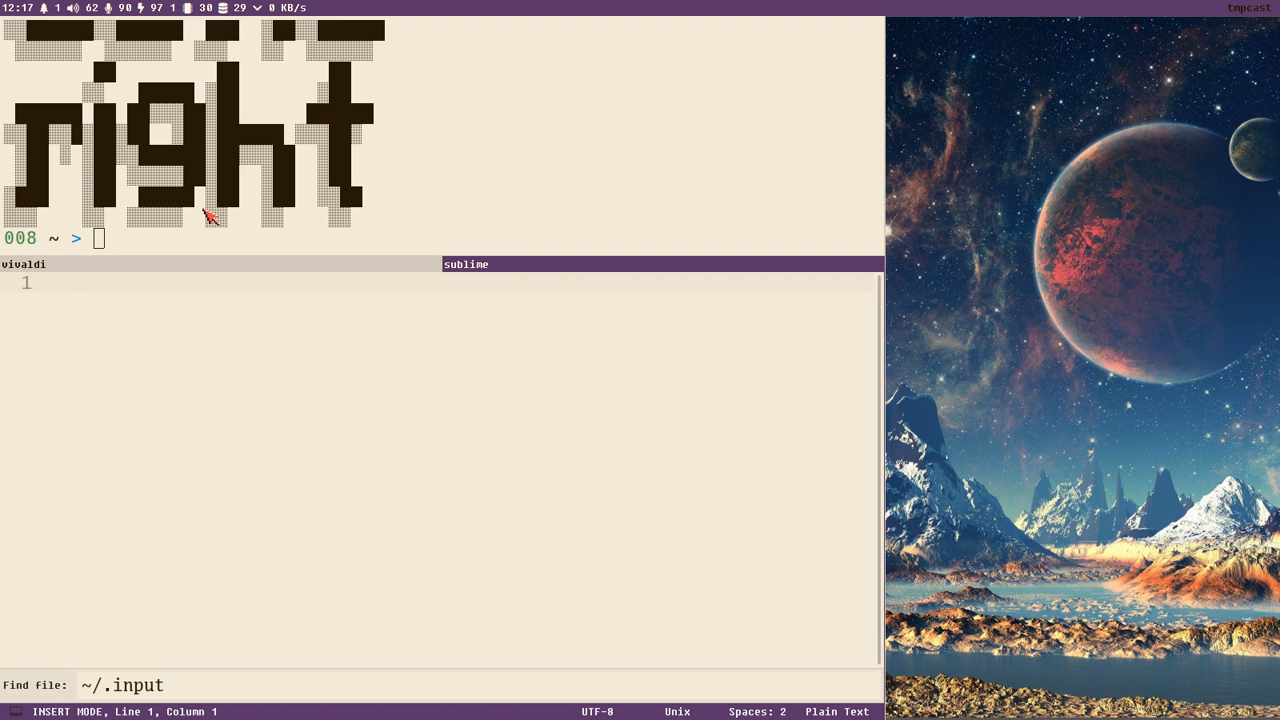 12:17 1 62 90 97 1 30 29 0 KB/s tmpcast
right
008 ~ >
vivaldi sublime
1
Find file: ~/.input
INSERT MODE, Line 1, Column 1 UTF-8 Unix Spaces: 2 Plain Text